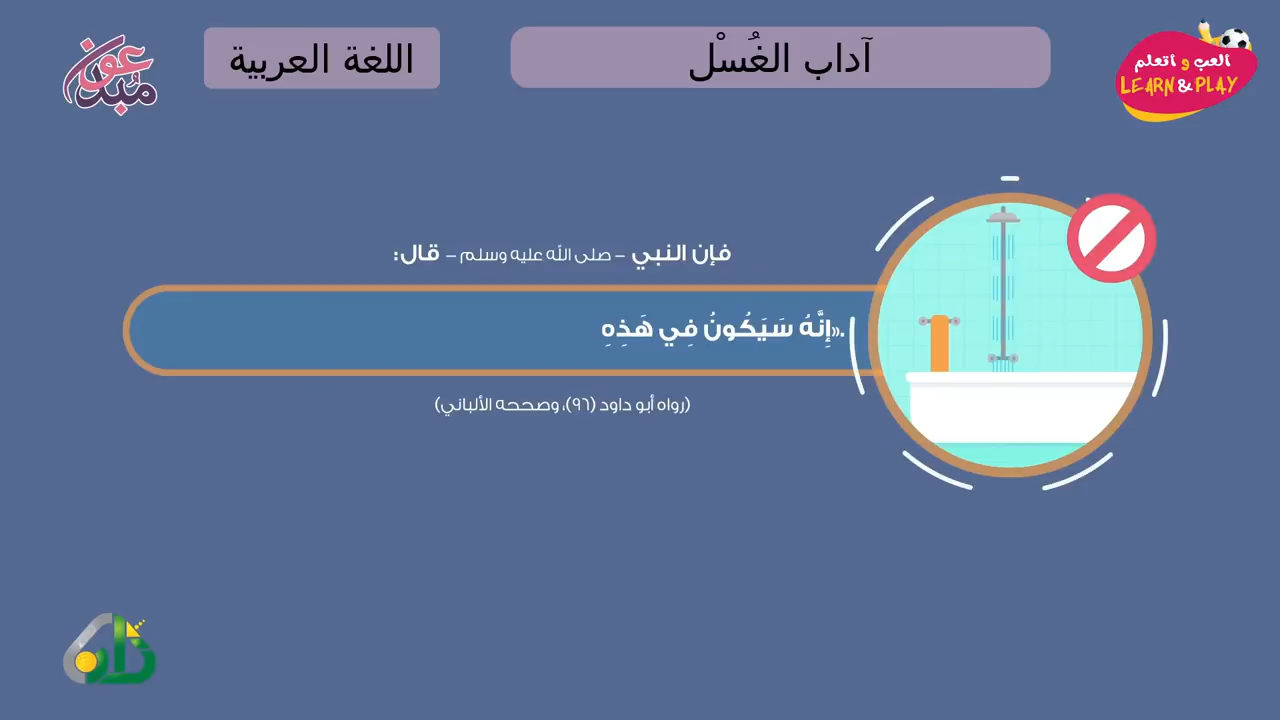 العب و اتعلم
LEARN & PLAY
آداب الغُسْل
اللغة العربية
مُبدعون
فإن النبي – صلى الله عليه وسلم – قال:
.«إِنَّهُ سَيَكُونُ فِي هَذِهِ
(رواه أبو داود (٩٦)، وصححه الألباني)